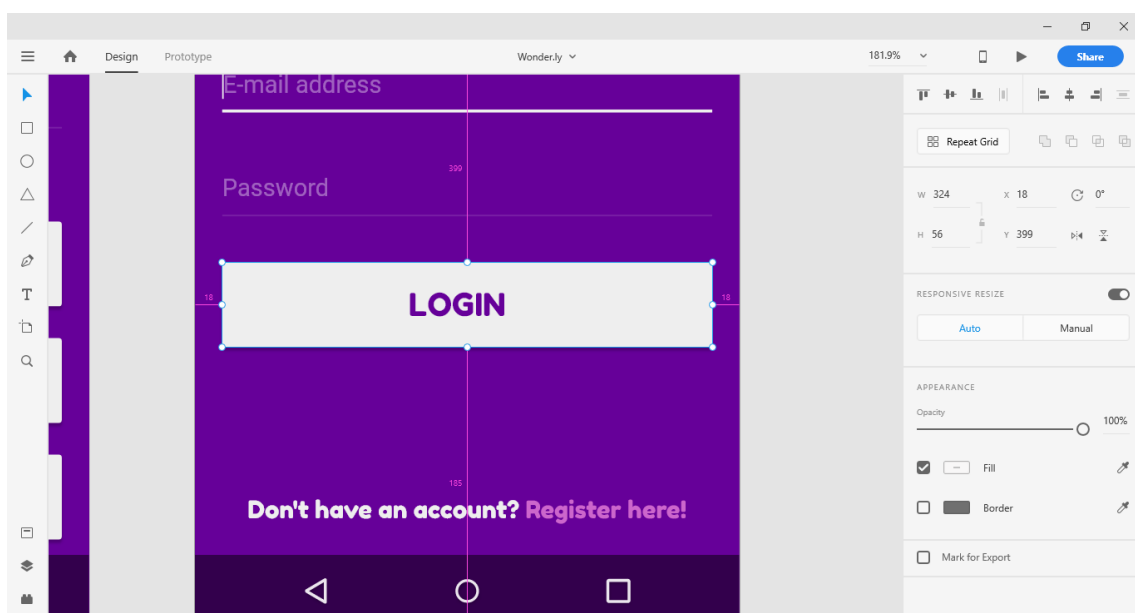 Design Prototype Wonder.ly 181.9% Share
E-mail address
399
Password
18 LOGIN 18
185
Don't have an account? Register here!
T
Repeat Grid
W 324 X 18 0°
H 56 Y 399
RESPONSIVE RESIZE
Auto Manual
APPEARANCE
Opacity
100%
Fill
Border
Mark for Export